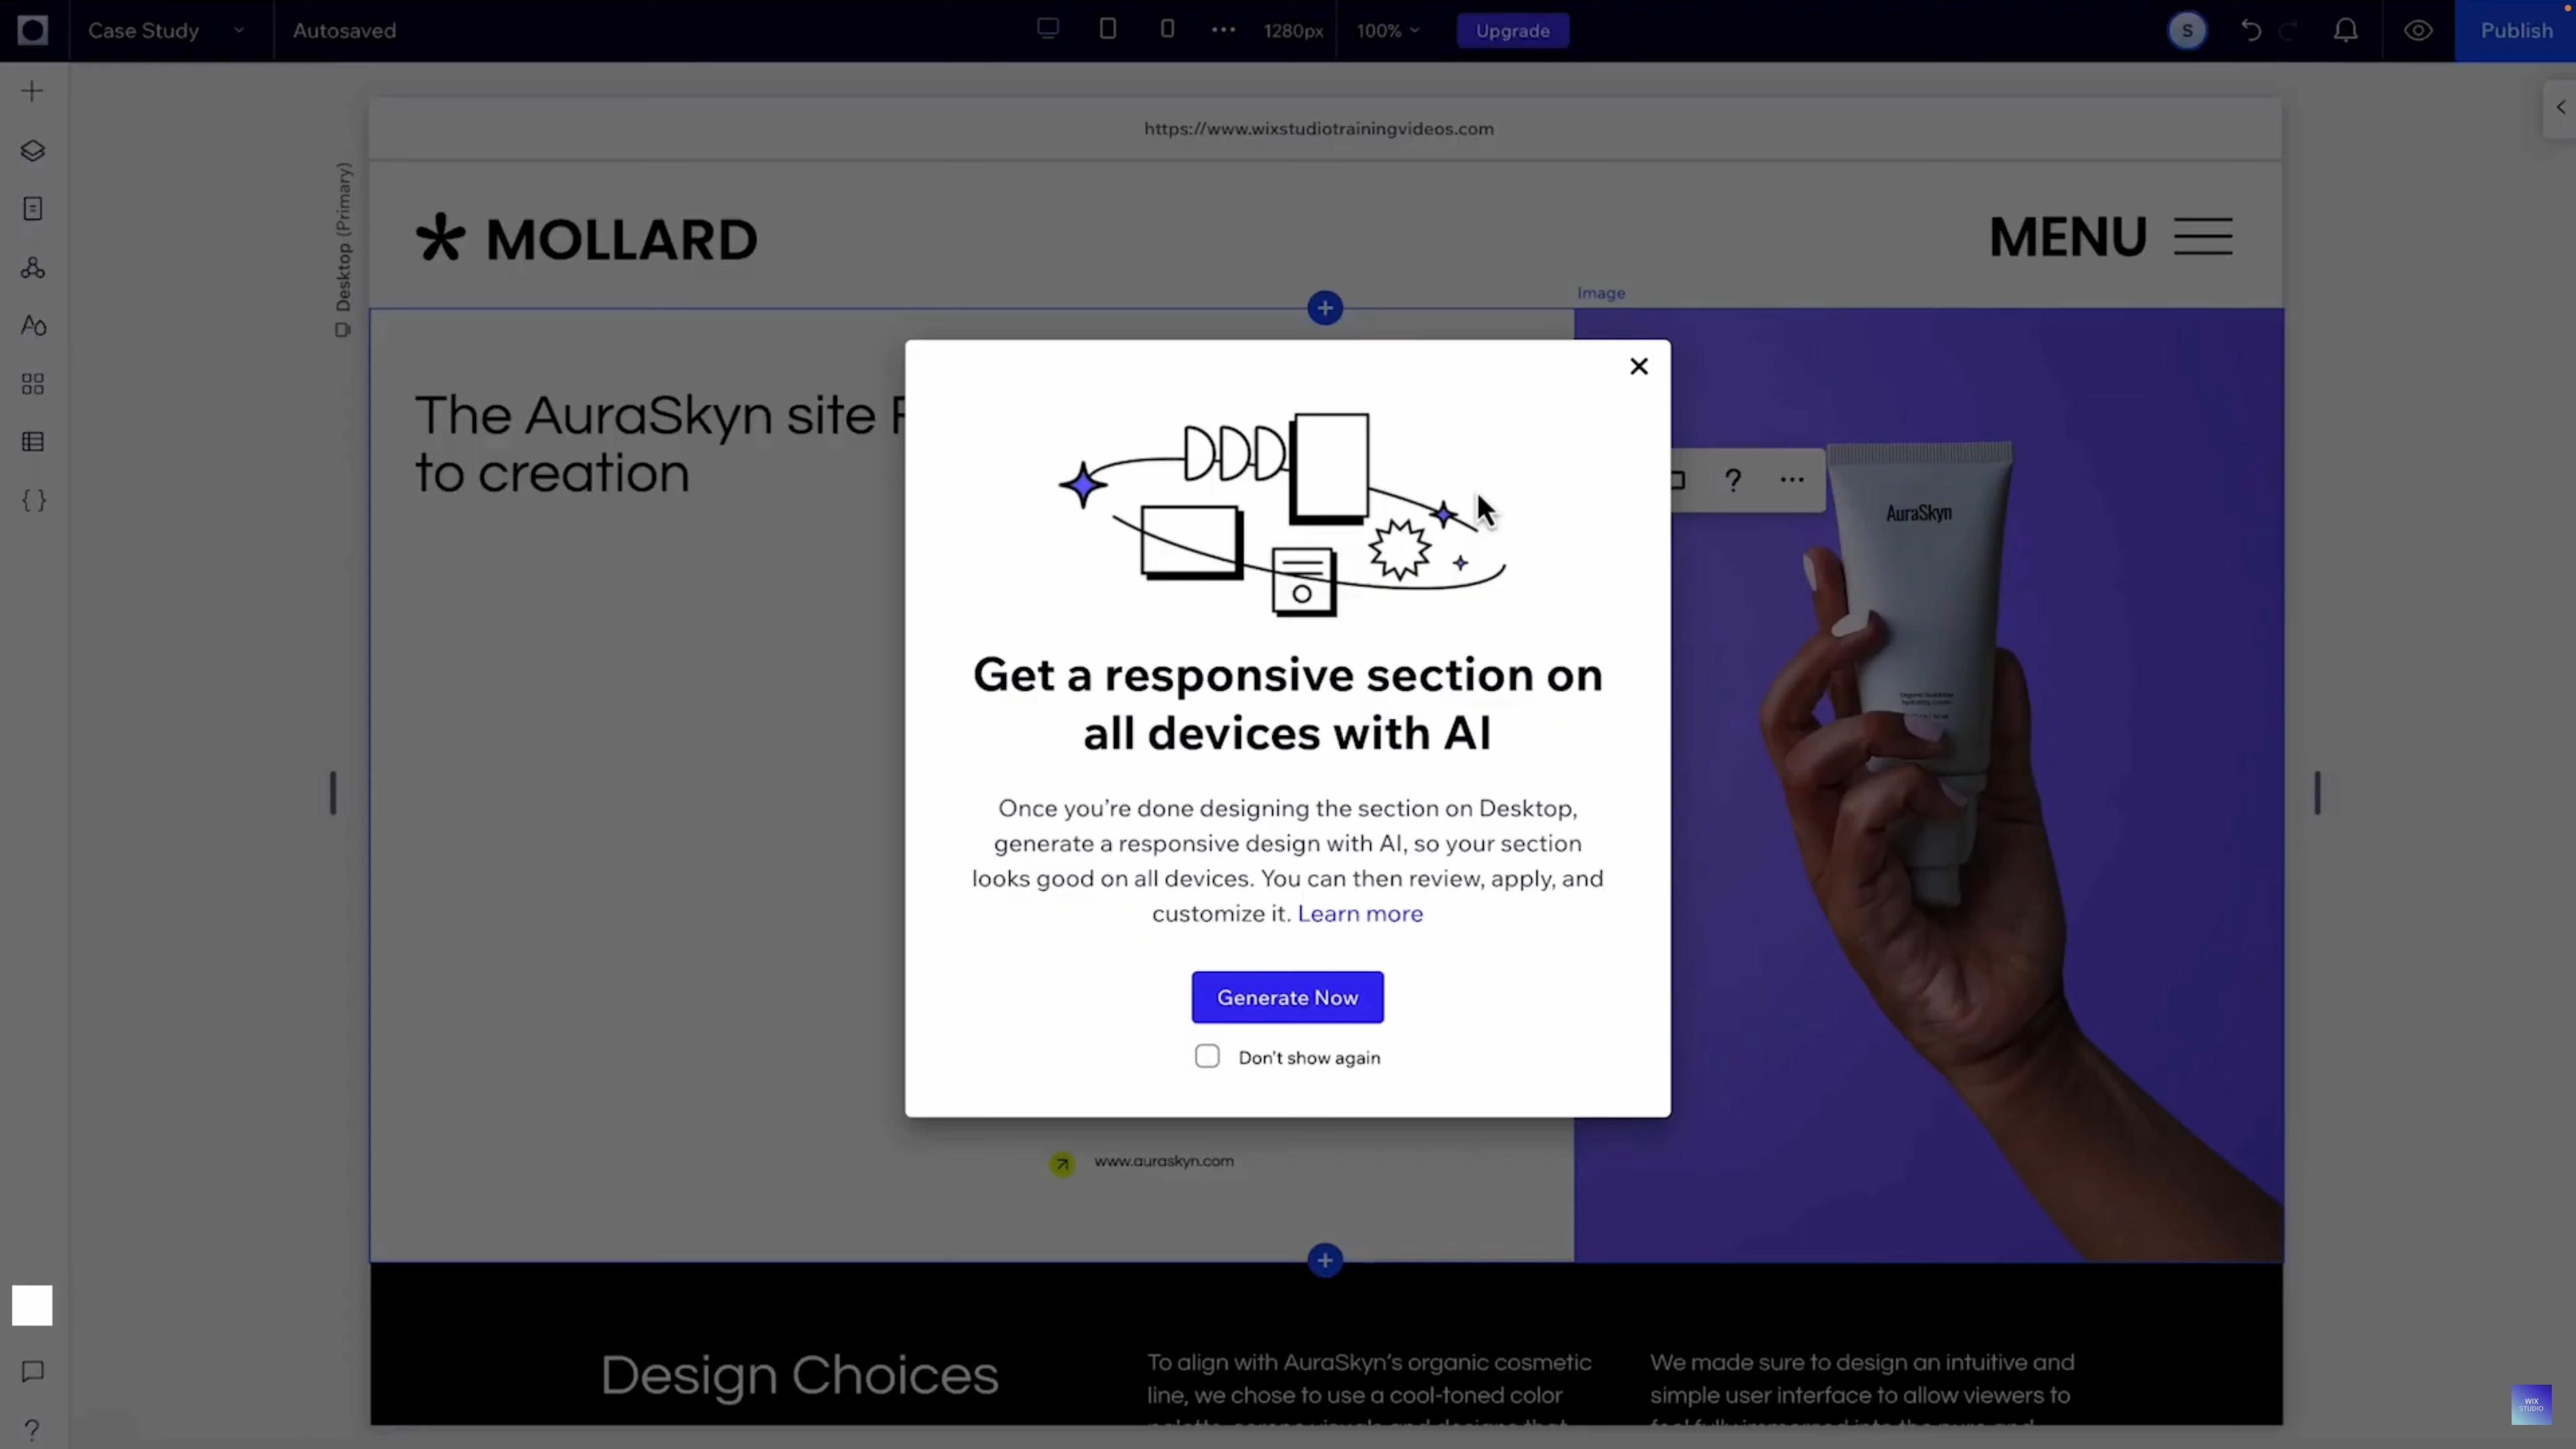 Case Study
Autosaved
1280px
100%
Upgrade
S
Publish
https://www.wixstudiotrainingvideos.com
Desktop (Primary)
MOLLARD
MENU
Image
The AuraSkyn site
to creation
AuraSkyn
Get a responsive section on
all devices with AI
Once you’re done designing the section on Desktop,
generate a responsive design with AI, so your section
looks good on all devices. You can then review, apply, and
customize it. Learn more
Generate Now
Don't show again
www.auraskyn.com
Design Choices
To align with AuraSkyn’s organic cosmetic
line, we chose to use a cool-toned color
We made sure to design an intuitive and
simple user interface to allow viewers to
WIX
STUDIO